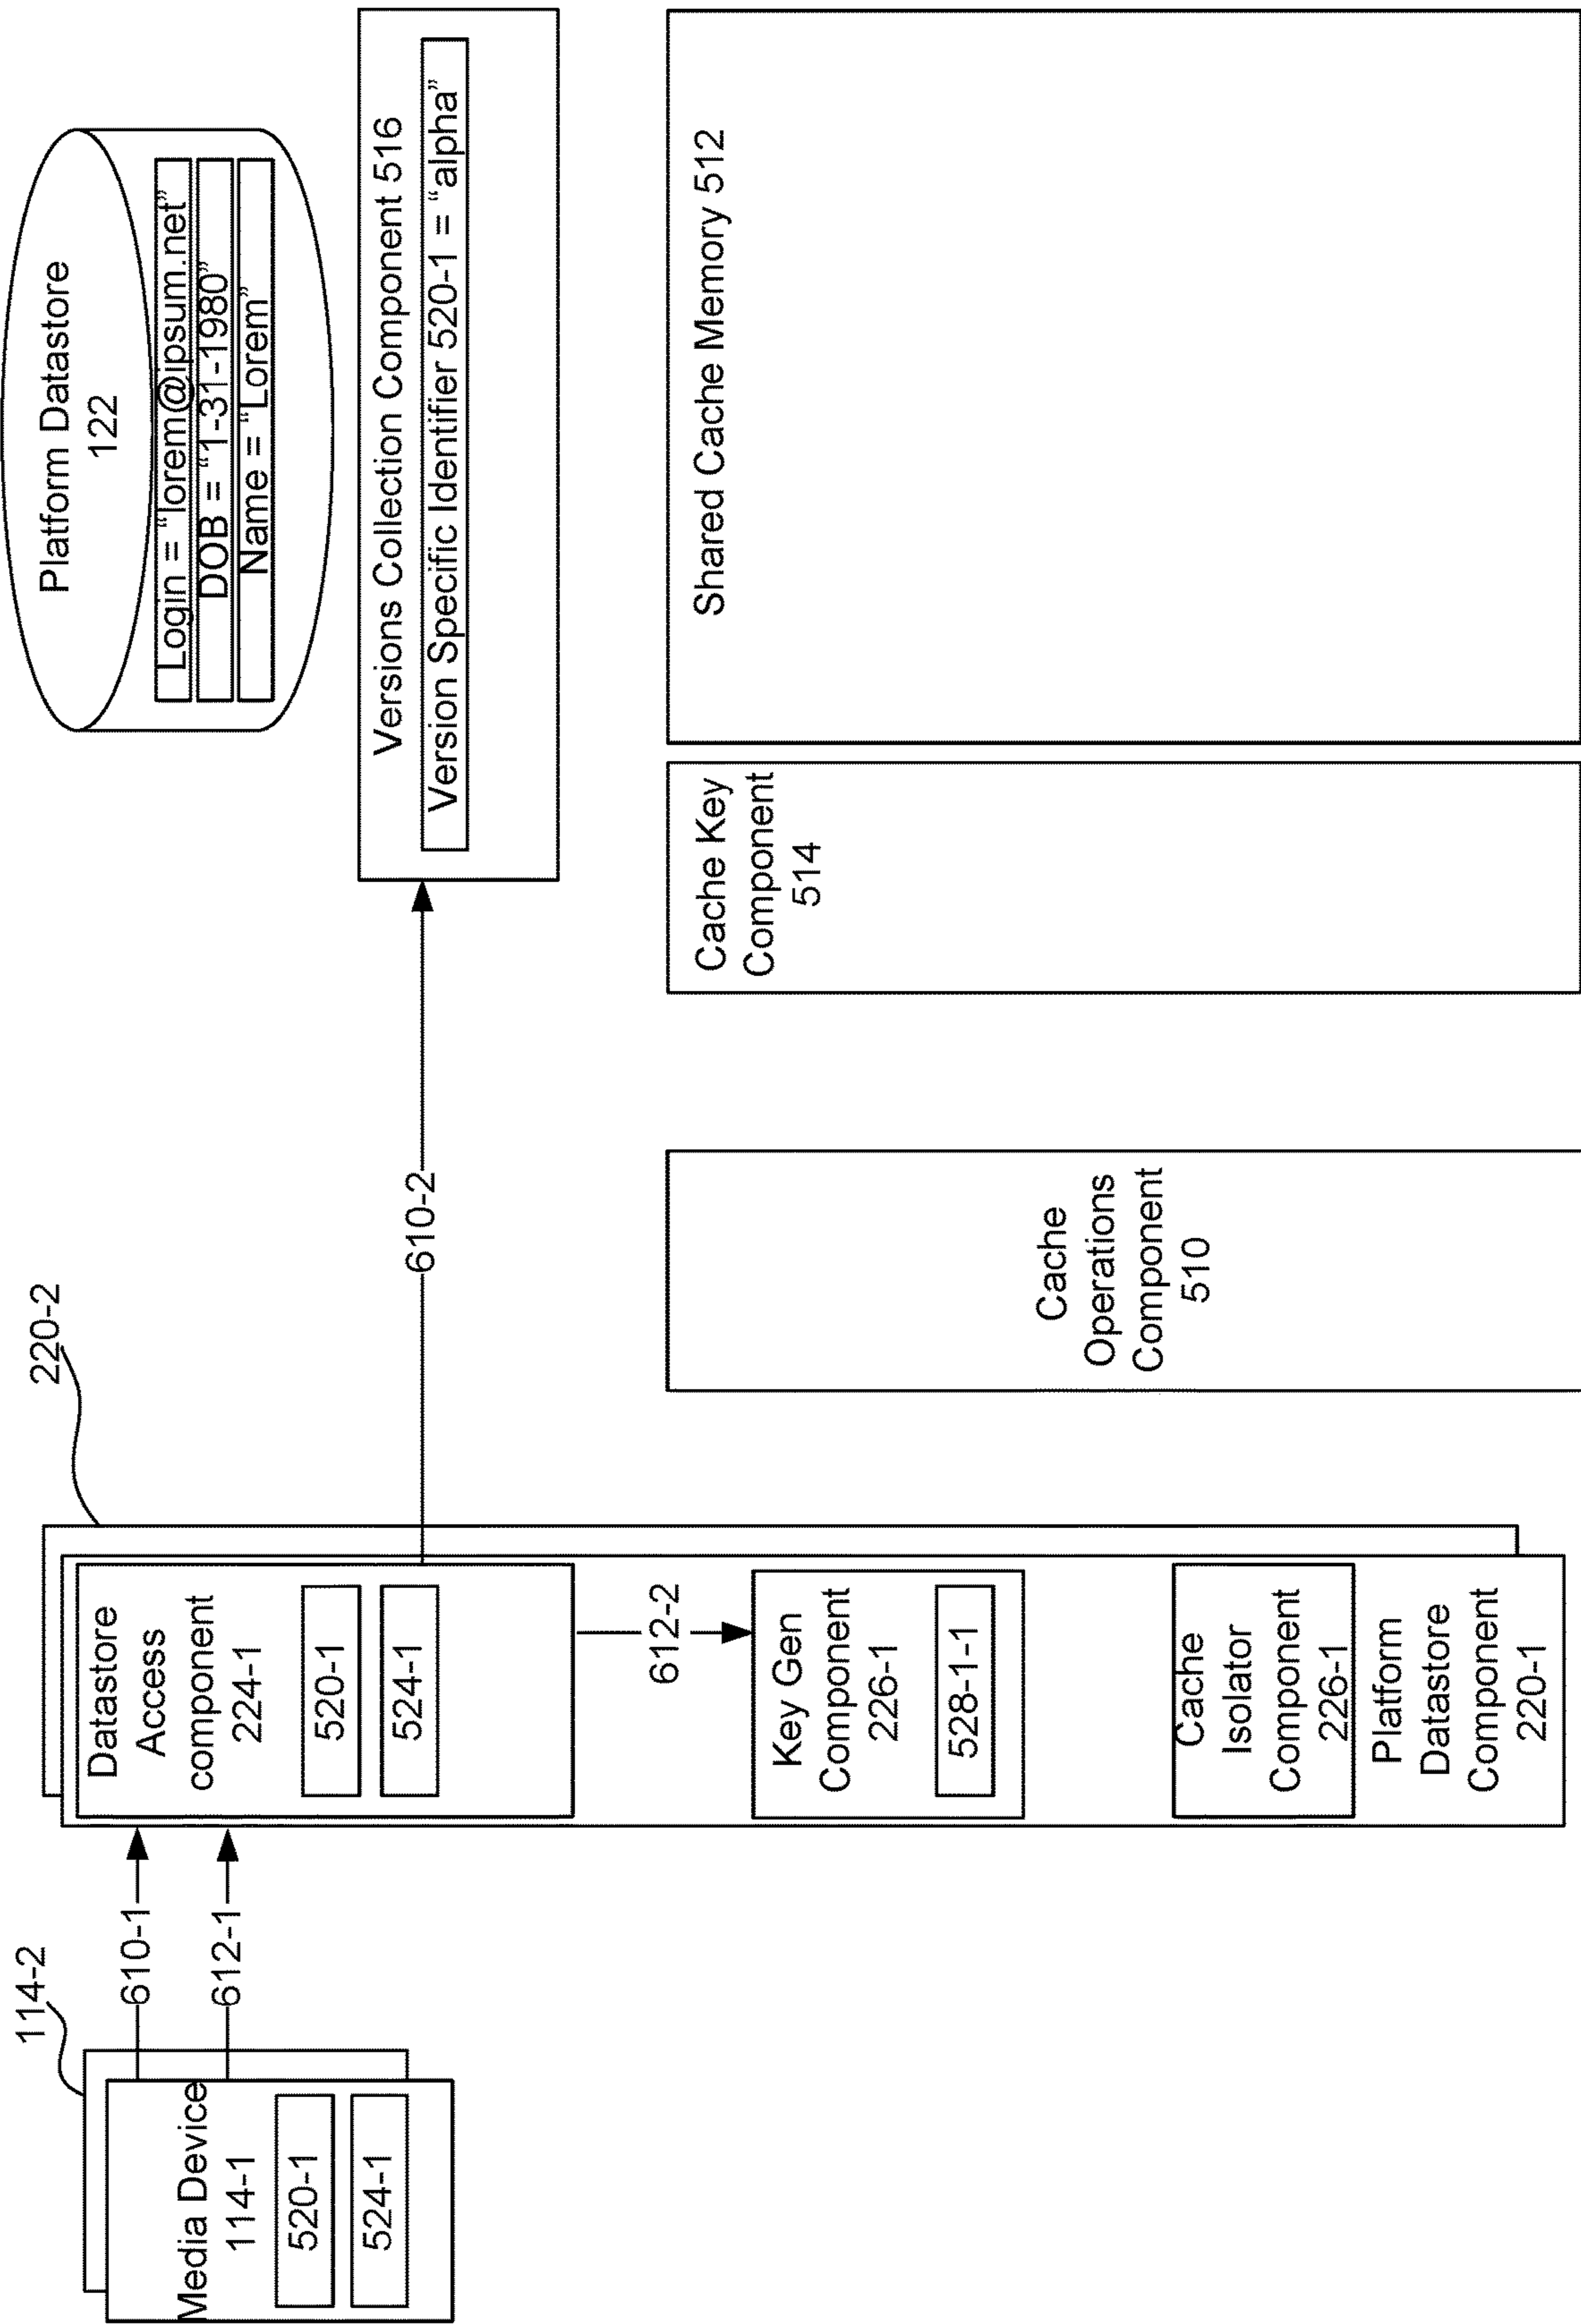 114-2
Media Device
114-1
520-1
524-1
610-1
612-1
220-2
Datastore
Access
component
224-1
520-1
524-1
612-2
Key Gen
Component
226-1
528-1-1
Cache
Isolator
Component
226-1
Platform
Datastore
Component
220-1
610-2
Platform Datastore
122
Login = “lorem@ipsum.net”
DOB = “1-31-1980”
Name = “Lorem”
Versions Collection Component 516
Version Specific Identifier 520-1 = “alpha”
Cache
Operations
Component
510
Cache Key
Component
514
Shared Cache Memory 512